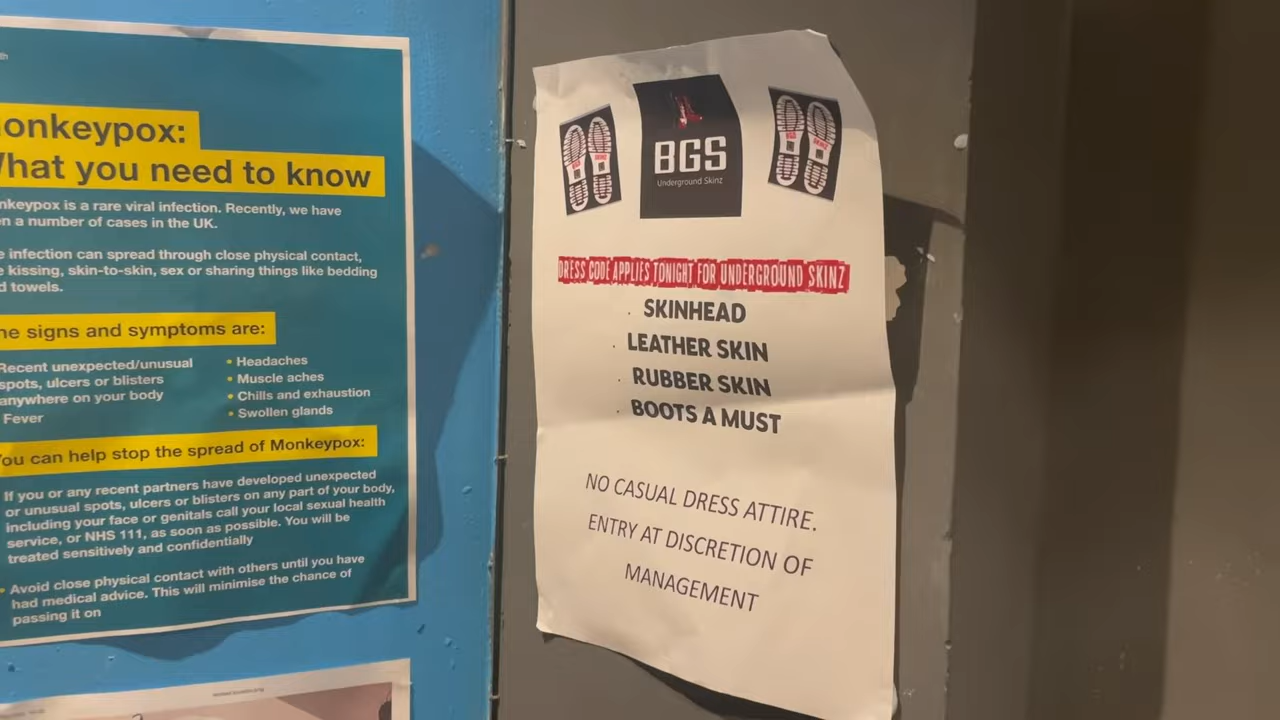 onkeypox:
What you need to know
nkeypox is a rare viral infection. Recently, we have
n a number of cases in the UK.
e infection can spread through close physical contact,
e kissing, skin-to-skin, sex or sharing things like bedding
d towels.
he signs and symptoms are:
Recent unexpected/unusual
spots, ulcers or blisters
anywhere on your body
Fever
• Headaches
• Muscle aches
• Chills and exhaustion
• Swollen glands
You can help stop the spread of Monkeypox:
If you or any recent partners have developed unexpected
or unusual spots, ulcers or blisters on any part of your body,
including your face or genitals call your local sexual health
service, or NHS 111, as soon as possible. You will be
treated sensitively and confidentially
• Avoid close physical contact with others until you have
had medical advice. This will minimise the chance of
passing it on
BGS
Underground Skinz
DRESS CODE APPLIES TONIGHT FOR UNDERGROUND SKINZ
· SKINHEAD
· LEATHER SKIN
· RUBBER SKIN
· BOOTS A MUST
NO CASUAL DRESS ATTIRE.
ENTRY AT DISCRETION OF
MANAGEMENT